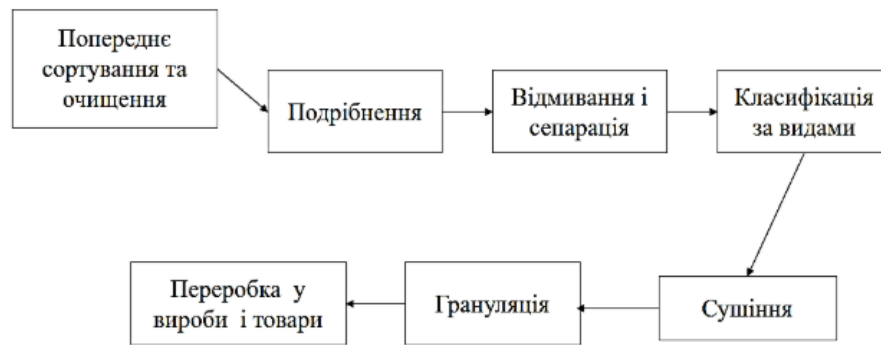 Попереднє
сортування та
очищення
Подрібнення
Відмивання і
сепарація
Класифікація
за видами
Сушіння
Грануляція
Переробка у
вироби і товари